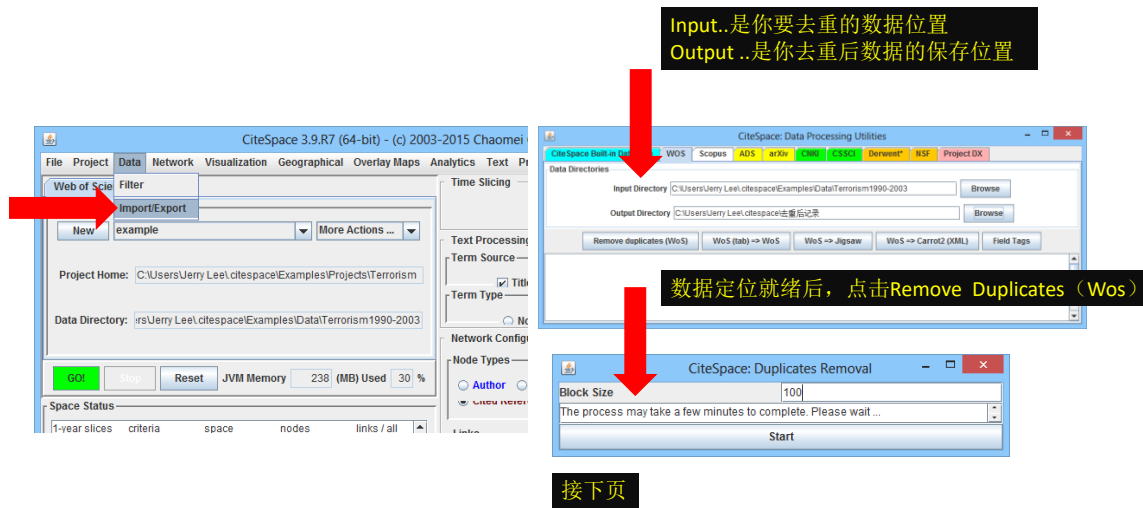 Input..是你要去重的数据位置
Output ..是你去重后数据的保存位置
CiteSpace 3.9.R7 (64-bit) - (c) 2003-2015 Chaomei
File Project Data Network Visualization Geographical Overlay Maps Analytics Text
Web of Scie
Filter
Import/Export
New
example
More Actions ...
Project Home: C:\Users\Jerry Lee\.citespace\Examples\Projects\Terrorism
Data Directory: ers\Jerry Lee\.citespace\Examples\Data\Terrorism1990-2003
GO!
Stop
Reset
JVM Memory 238 (MB) Used 30 %
Space Status
1-year slices criteria space nodes links / all
Time Slicing
Text Processing
Term Source
Title
Term Type
No
Network Config
Node Types
Author
Cited Refere
Links
CiteSpace: Data Processing Utilities
CiteSpace Built-in Dat WOS Scopus ADS arXiv CNKI CSSCI Derwent* NSF Project DX
Data Directories
Input Directory C:\Users\Jerry Lee\.citespace\Examples\Data\Terrorism1990-2003 Browse
Output Directory C:\Users\Jerry Lee\.citespace\去重后记录 Browse
Remove duplicates (WoS) WoS (tab) => WoS WoS => Jigsaw WoS => Carrot2 (XML) Field Tags
数据定位就绪后，点击Remove Duplicates（Wos）
CiteSpace: Duplicates Removal
Block Size 100
The process may take a few minutes to complete. Please wait ...
Start
接下页